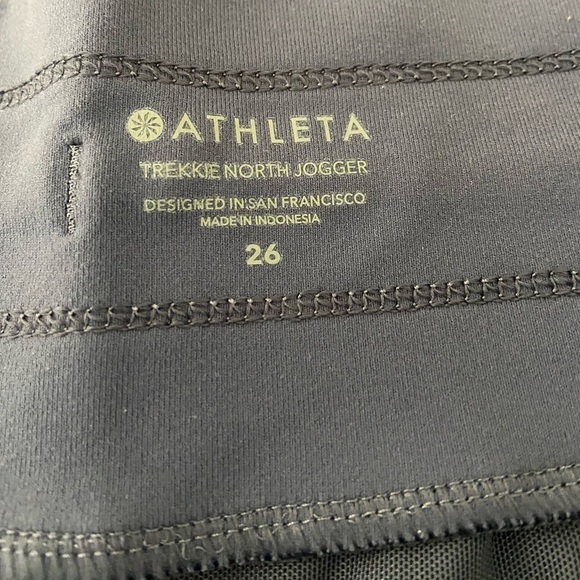 ATHLETA
TREKKIE NORTH JOGGER
DESIGNED IN SAN FRANCISCO
MADE IN INDONESIA
26